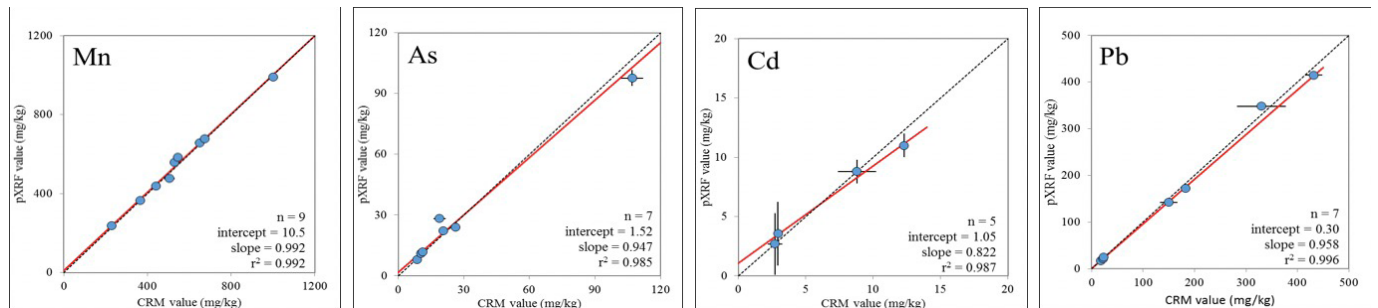 Mn
1200
800
400
0
0
400
800
1200
pXRF value (mg/kg)
CRM value (mg/kg)
n = 9
intercept = 10.5
slope = 0.992
r² = 0.992
As
120
90
60
30
0
0
30
60
90
120
pXRF value (mg/kg)
CRM value (mg/kg)
n = 7
intercept = 1.52
slope = 0.947
r² = 0.985
Cd
20
15
10
5
0
0
5
10
15
20
pXRF value (mg/kg)
CRM value (mg/kg)
n = 5
intercept = 1.05
slope = 0.822
r² = 0.987
Pb
500
400
300
200
100
0
0
100
200
300
400
500
pXRF value (mg/kg)
CRM value (mg/kg)
n = 7
intercept = 0.30
slope = 0.958
r² = 0.996